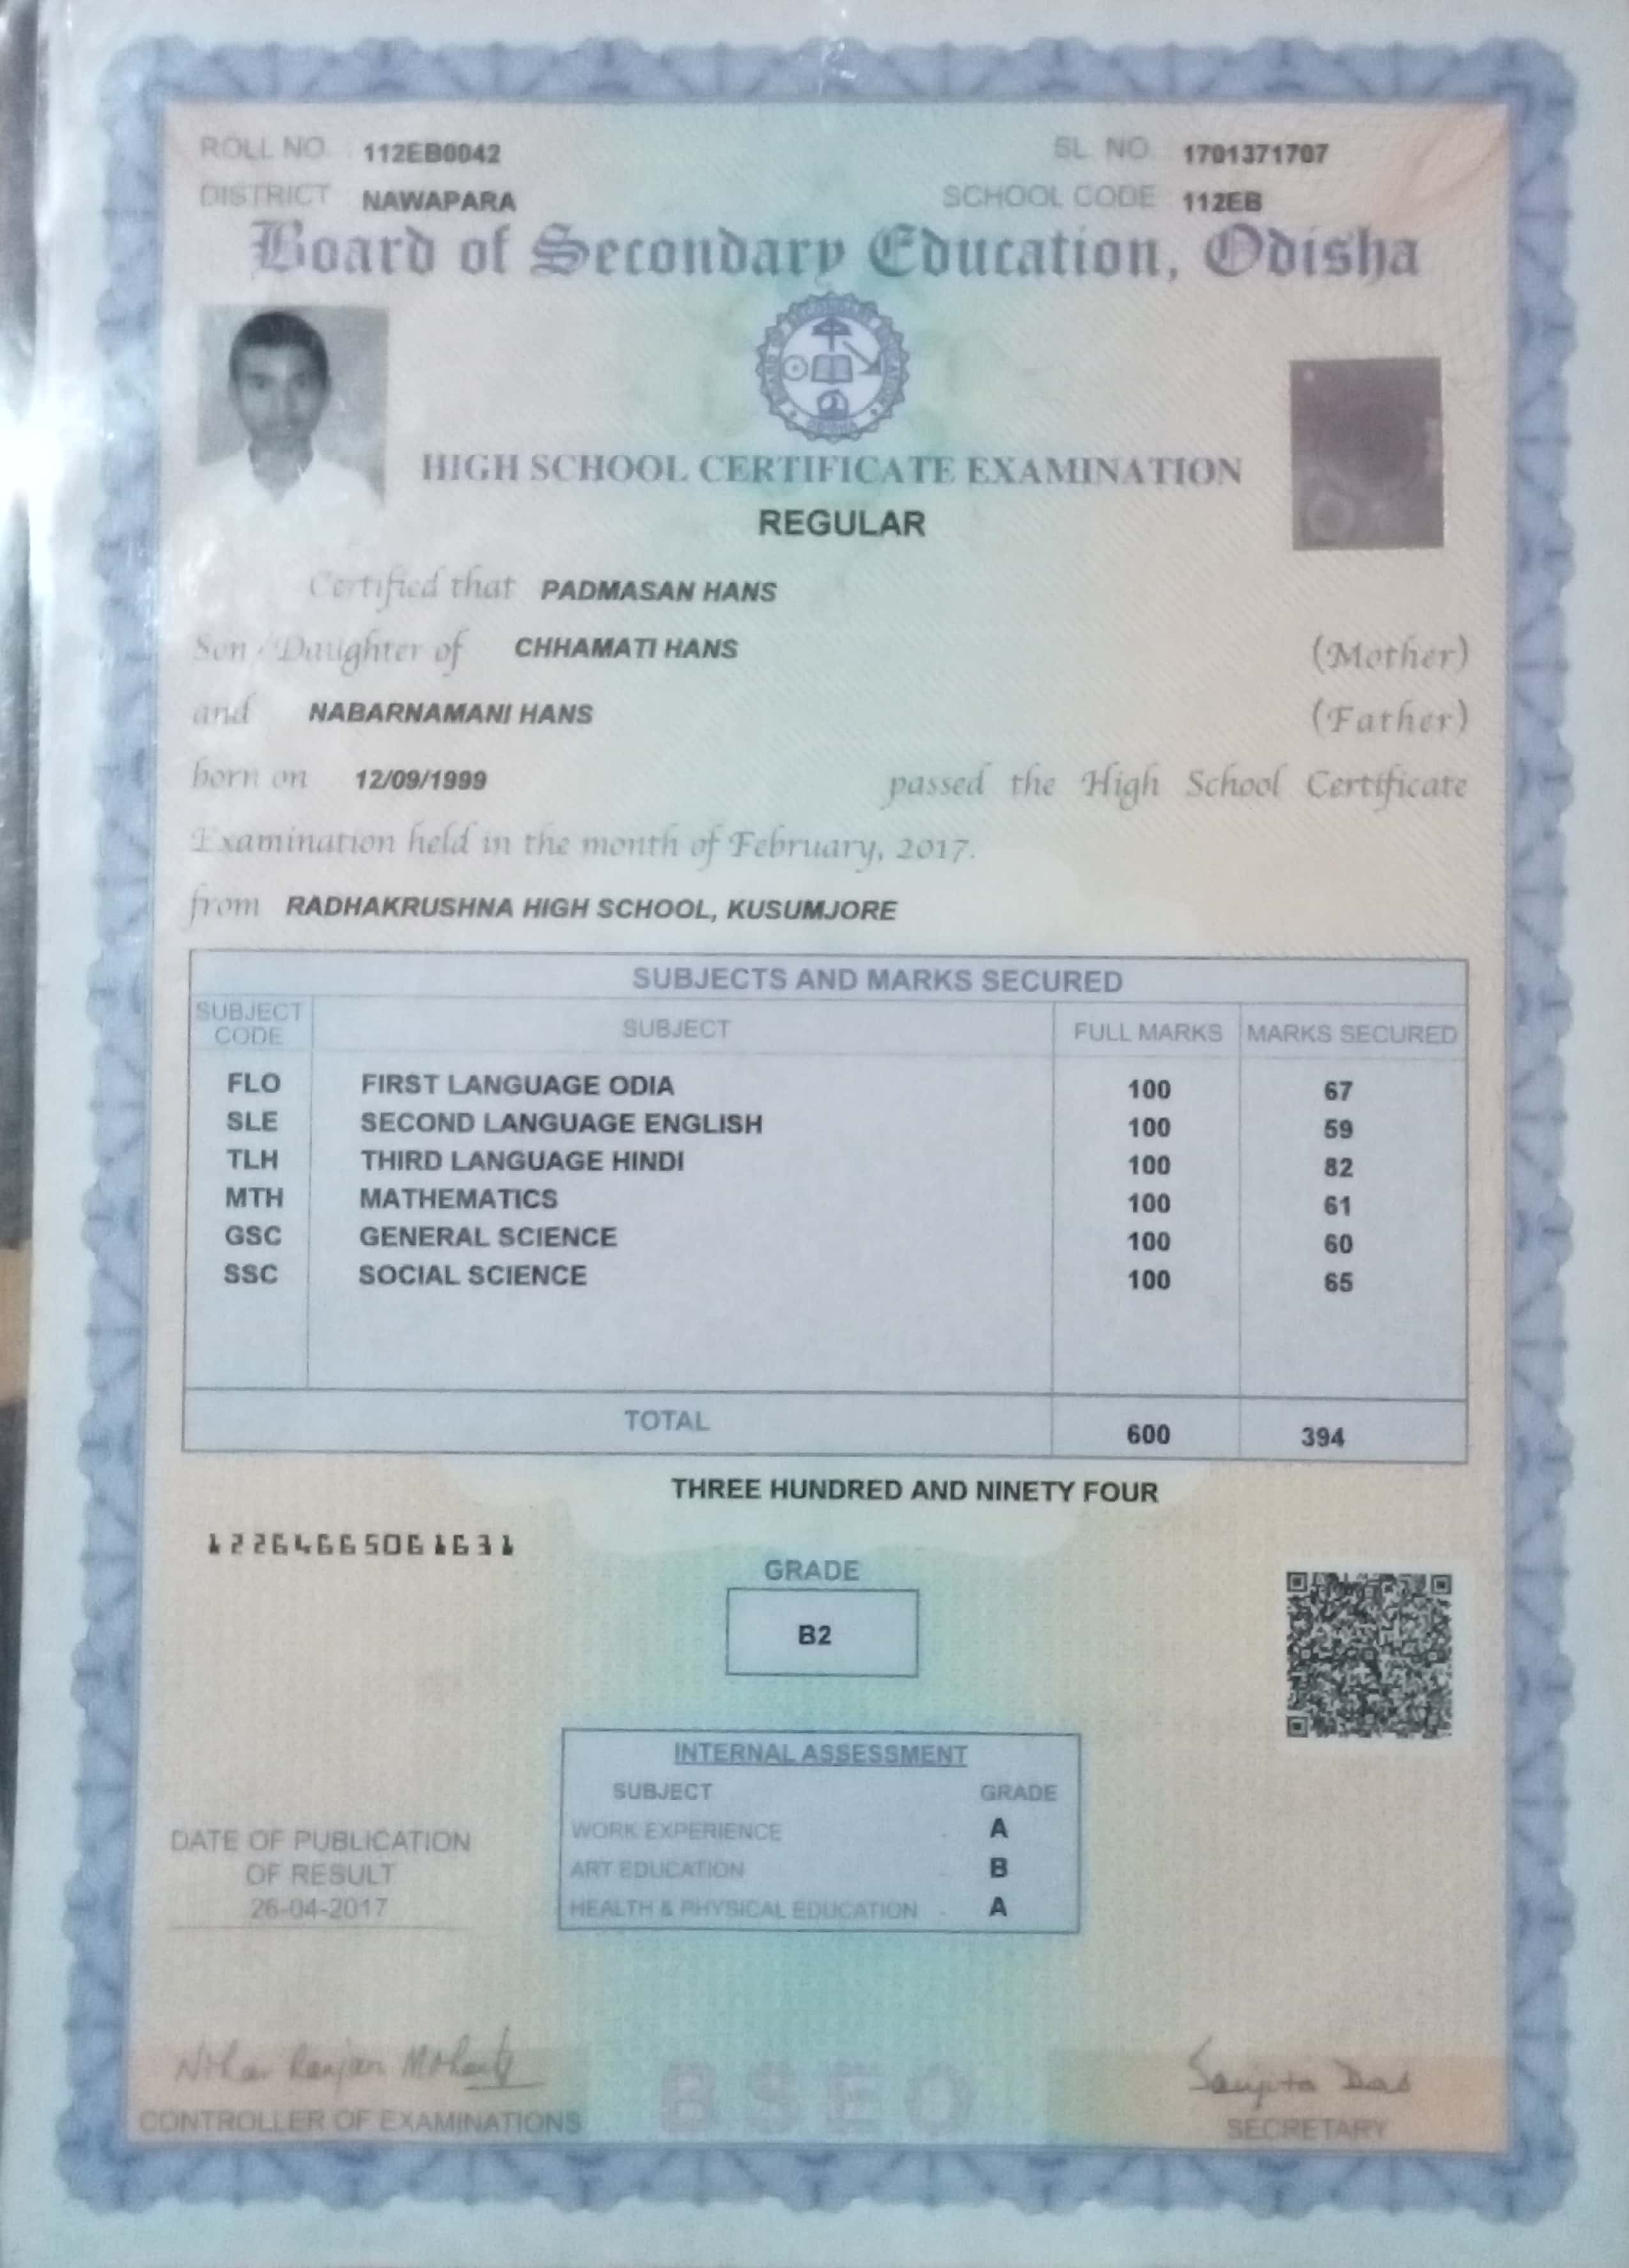 ROLL NO. 112EB0042 SL. NO. 1701371707
DISTRICT NAWAPARA SCHOOL CODE 112EB
Board of Secondary Education, Odisha
HIGH SCHOOL CERTIFICATE EXAMINATION
REGULAR
Certified that PADMASAN HANS
Son/Daughter of CHHAMATI HANS (Mother)
and NABARNAMANI HANS (Father)
born on 12/09/1999 passed the High School Certificate
Examination held in the month of February, 2017.
from RADHAKRUSHNA HIGH SCHOOL, KUSUMJORE
SUBJECTS AND MARKS SECURED
SUBJECT CODE SUBJECT FULL MARKS MARKS SECURED
FLO FIRST LANGUAGE ODIA 100 67
SLE SECOND LANGUAGE ENGLISH 100 59
TLH THIRD LANGUAGE HINDI 100 82
MTH MATHEMATICS 100 61
GSC GENERAL SCIENCE 100 60
SSC SOCIAL SCIENCE 100 65
TOTAL 600 394
THREE HUNDRED AND NINETY FOUR
12264665061631
GRADE
B2
INTERNAL ASSESSMENT
SUBJECT GRADE
WORK EXPERIENCE - A
ART EDUCATION - B
HEALTH & PHYSICAL EDUCATION - A
DATE OF PUBLICATION
OF RESULT
26-04-2017
Nihar Ranjan Mohanty
CONTROLLER OF EXAMINATIONS
BSEO
Sanjita Das
SECRETARY